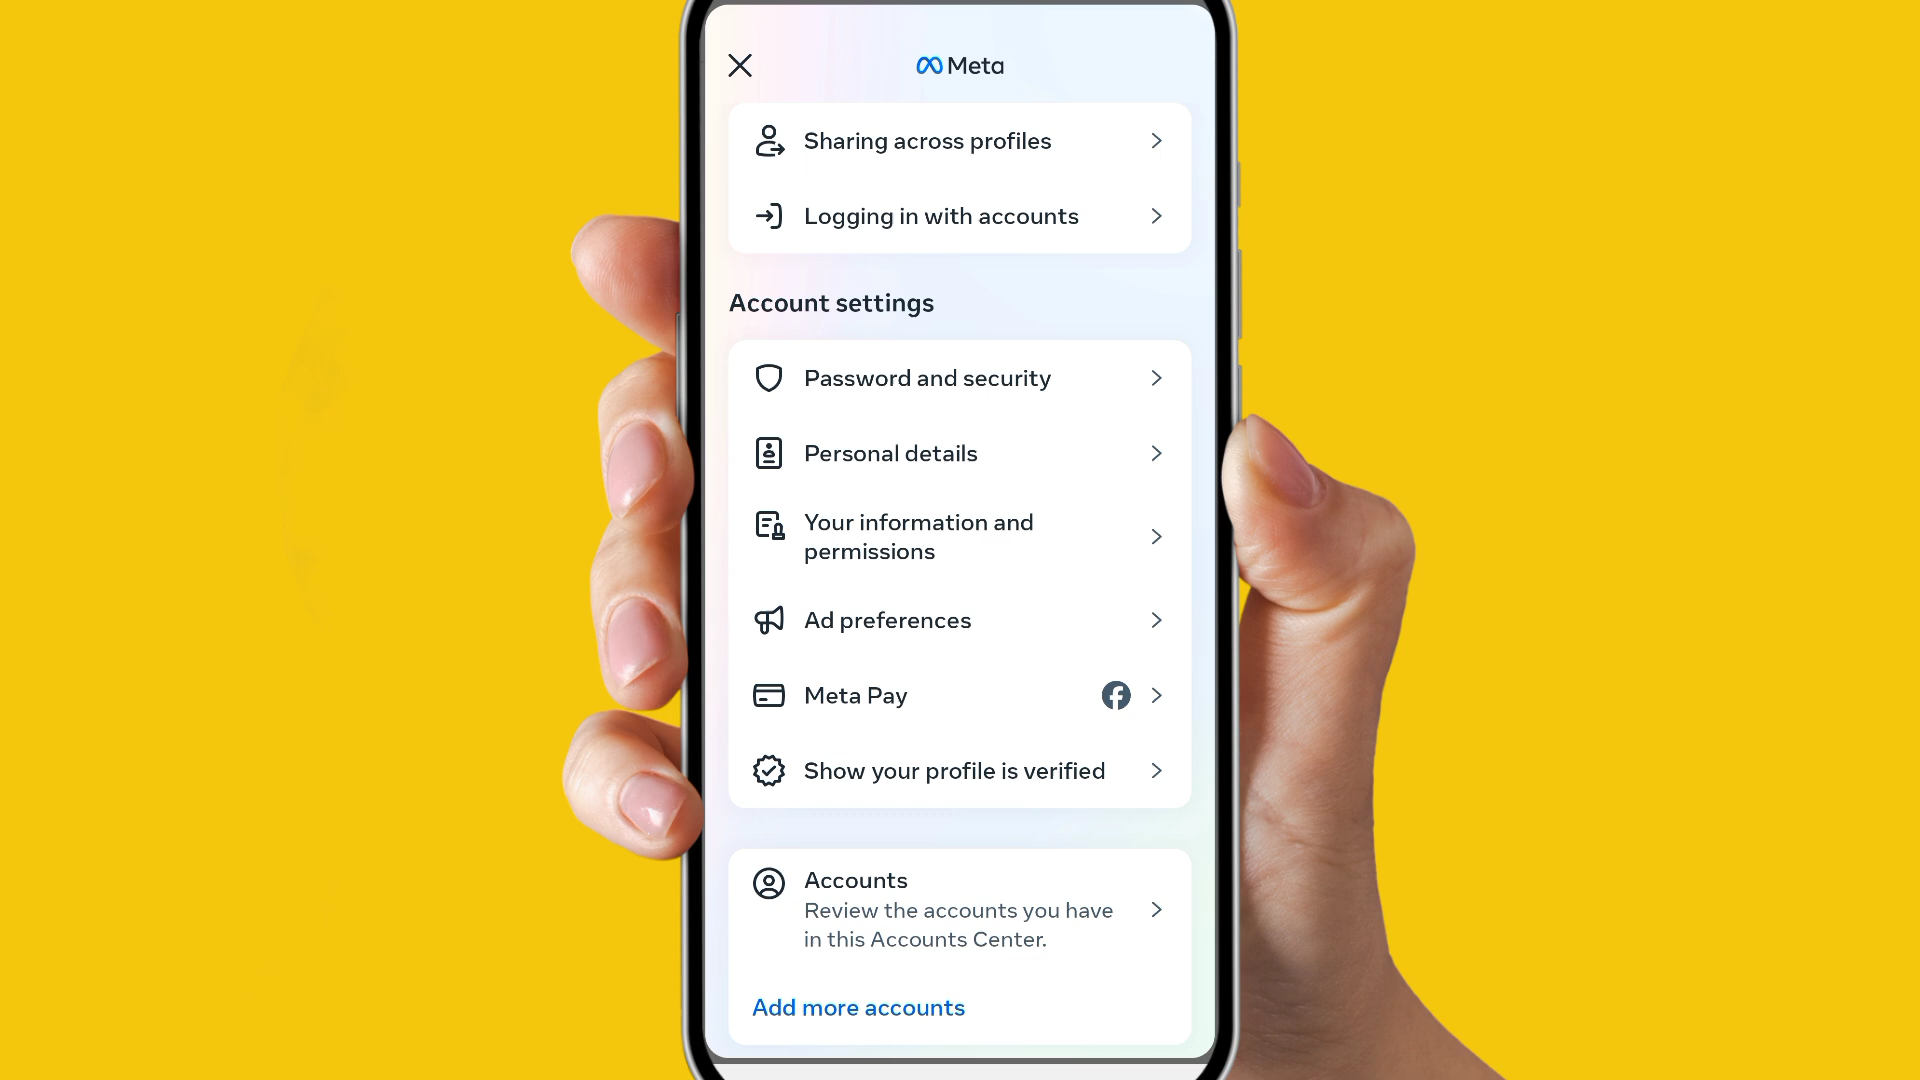 Meta
Sharing across profiles
Logging in with accounts
Account settings
Password and security
Personal details
Your information and
permissions
Ad preferences
Meta Pay
Show your profile is verified
Accounts
Review the accounts you have
in this Accounts Center.
Add more accounts